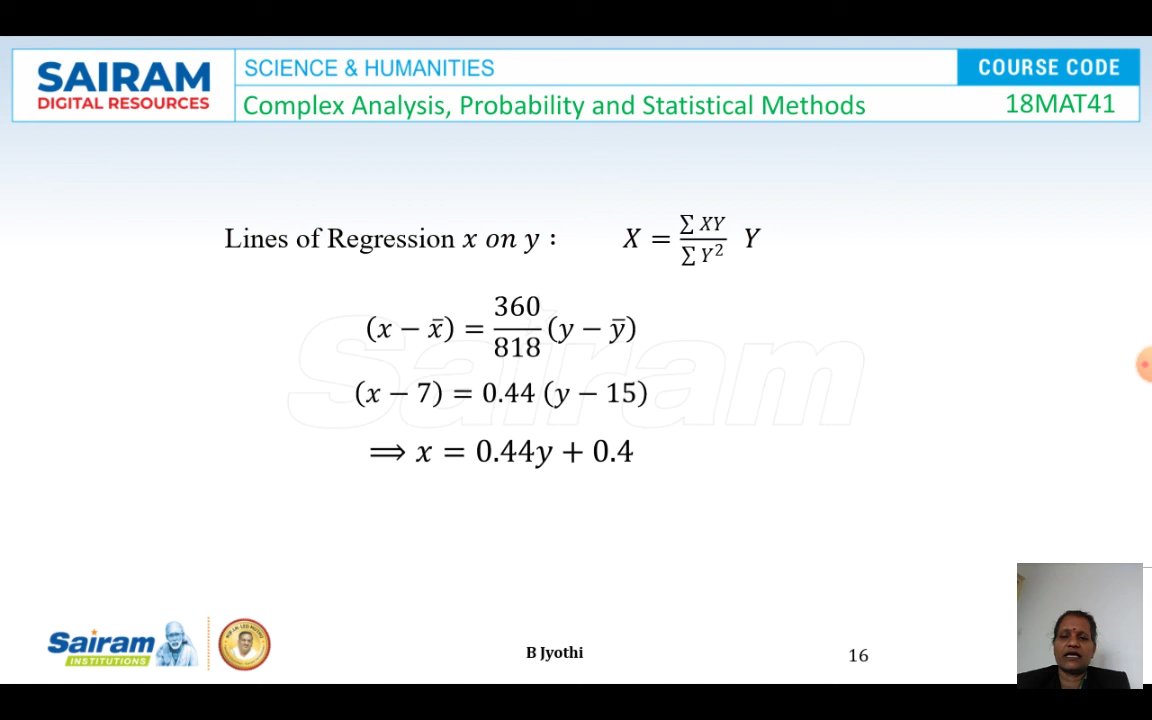 SAIRAM
DIGITAL RESOURCES
SCIENCE & HUMANITIES
COURSE CODE
Complex Analysis, Probability and Statistical Methods
18MAT41
Lines of Regression x on y : X = ∑ XY / ∑ Y² Y
(x − x̄) = 360/818 (y − ȳ)
(x − 7) = 0.44 (y − 15)
⟹ x = 0.44y + 0.4
Sairam
Sairam
INSTITUTIONS
B Jyothi
16